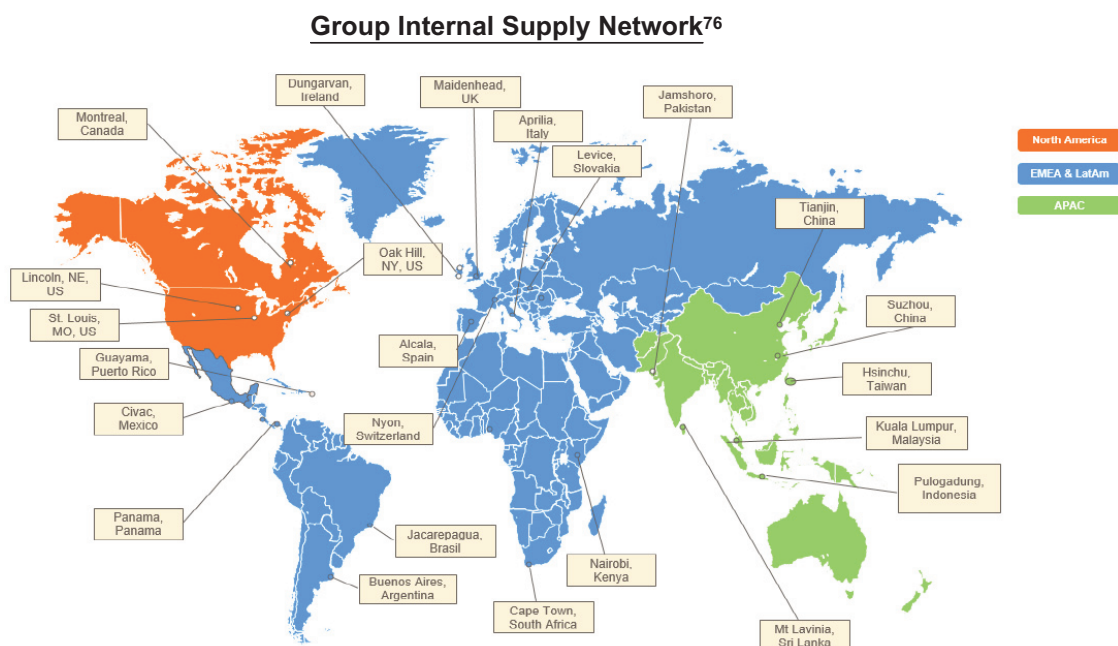 Group Internal Supply Network76
Dungarvan,
Ireland
Maidenhead,
UK
Jamshoro,
Pakistan
Montreal,
Canada
Aprilia,
Italy
Levice,
Slovakia
North America
EMEA & LatAm
APAC
Tianjin,
China
Oak Hill,
NY, US
Lincoln, NE,
US
Suzhou,
China
St. Louis,
MO, US
Alcala,
Spain
Guayama,
Puerto Rico
Hsinchu,
Taiwan
Civac,
Mexico
Nyon,
Switzerland
Kuala Lumpur,
Malaysia
Pulogadung,
Indonesia
Panama,
Panama
Jacarepagua,
Brasil
Nairobi,
Kenya
Buenos Aires,
Argentina
Cape Town,
South Africa
Mt Lavinia,
Sri Lanka